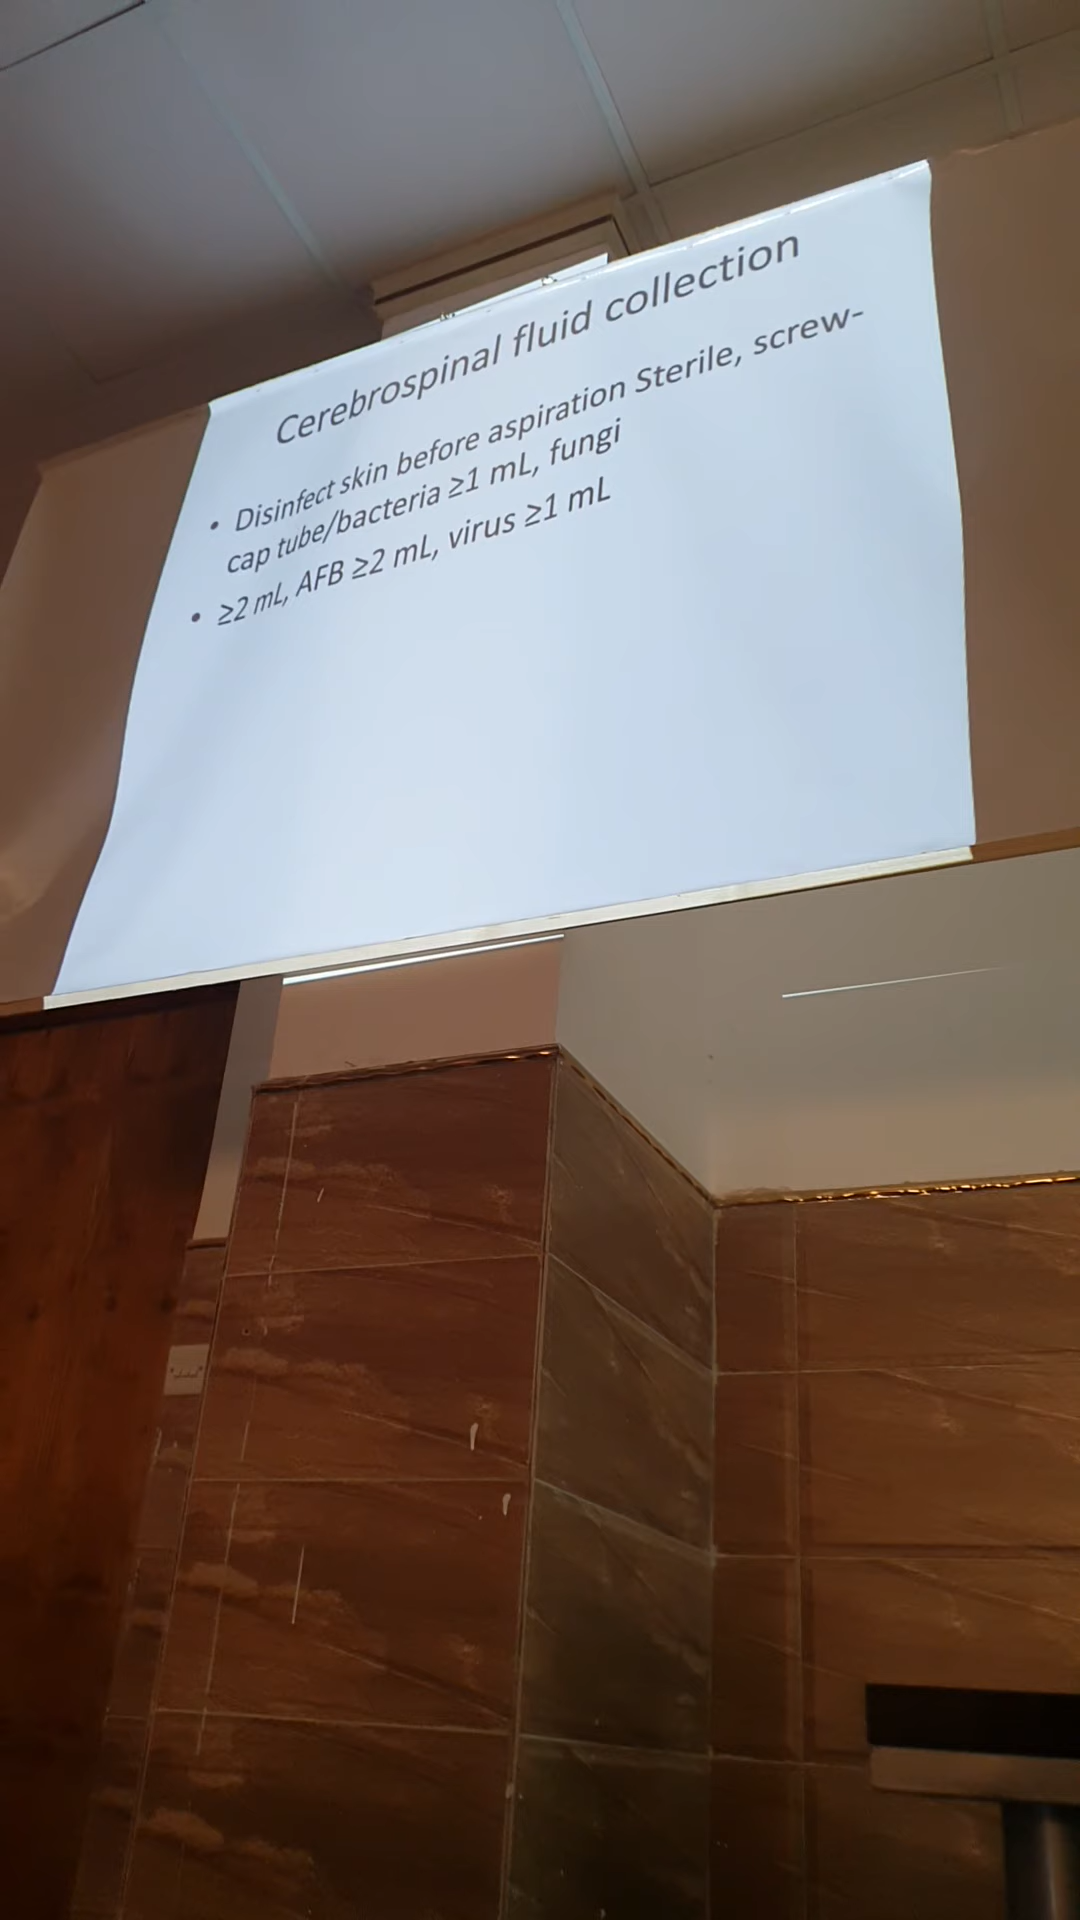 Cerebrospinal fluid collection
• Disinfect skin before aspiration Sterile, screw-
cap tube/bacteria ≥1 mL, fungi
• ≥2 mL, AFB ≥2 mL, virus ≥1 mL